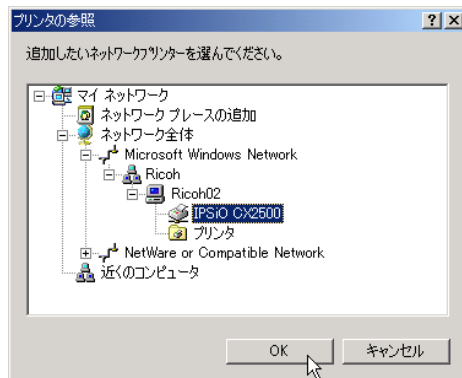 プリンタの参照
追加したいネットワークプリンターを選んでください。
マイ ネットワーク
ネットワーク プレースの追加
ネットワーク全体
Microsoft Windows Network
Ricoh
Ricoh02
IPSiO CX2500
プリンタ
NetWare or Compatible Network
近くのコンピュータ
OK
キャンセル